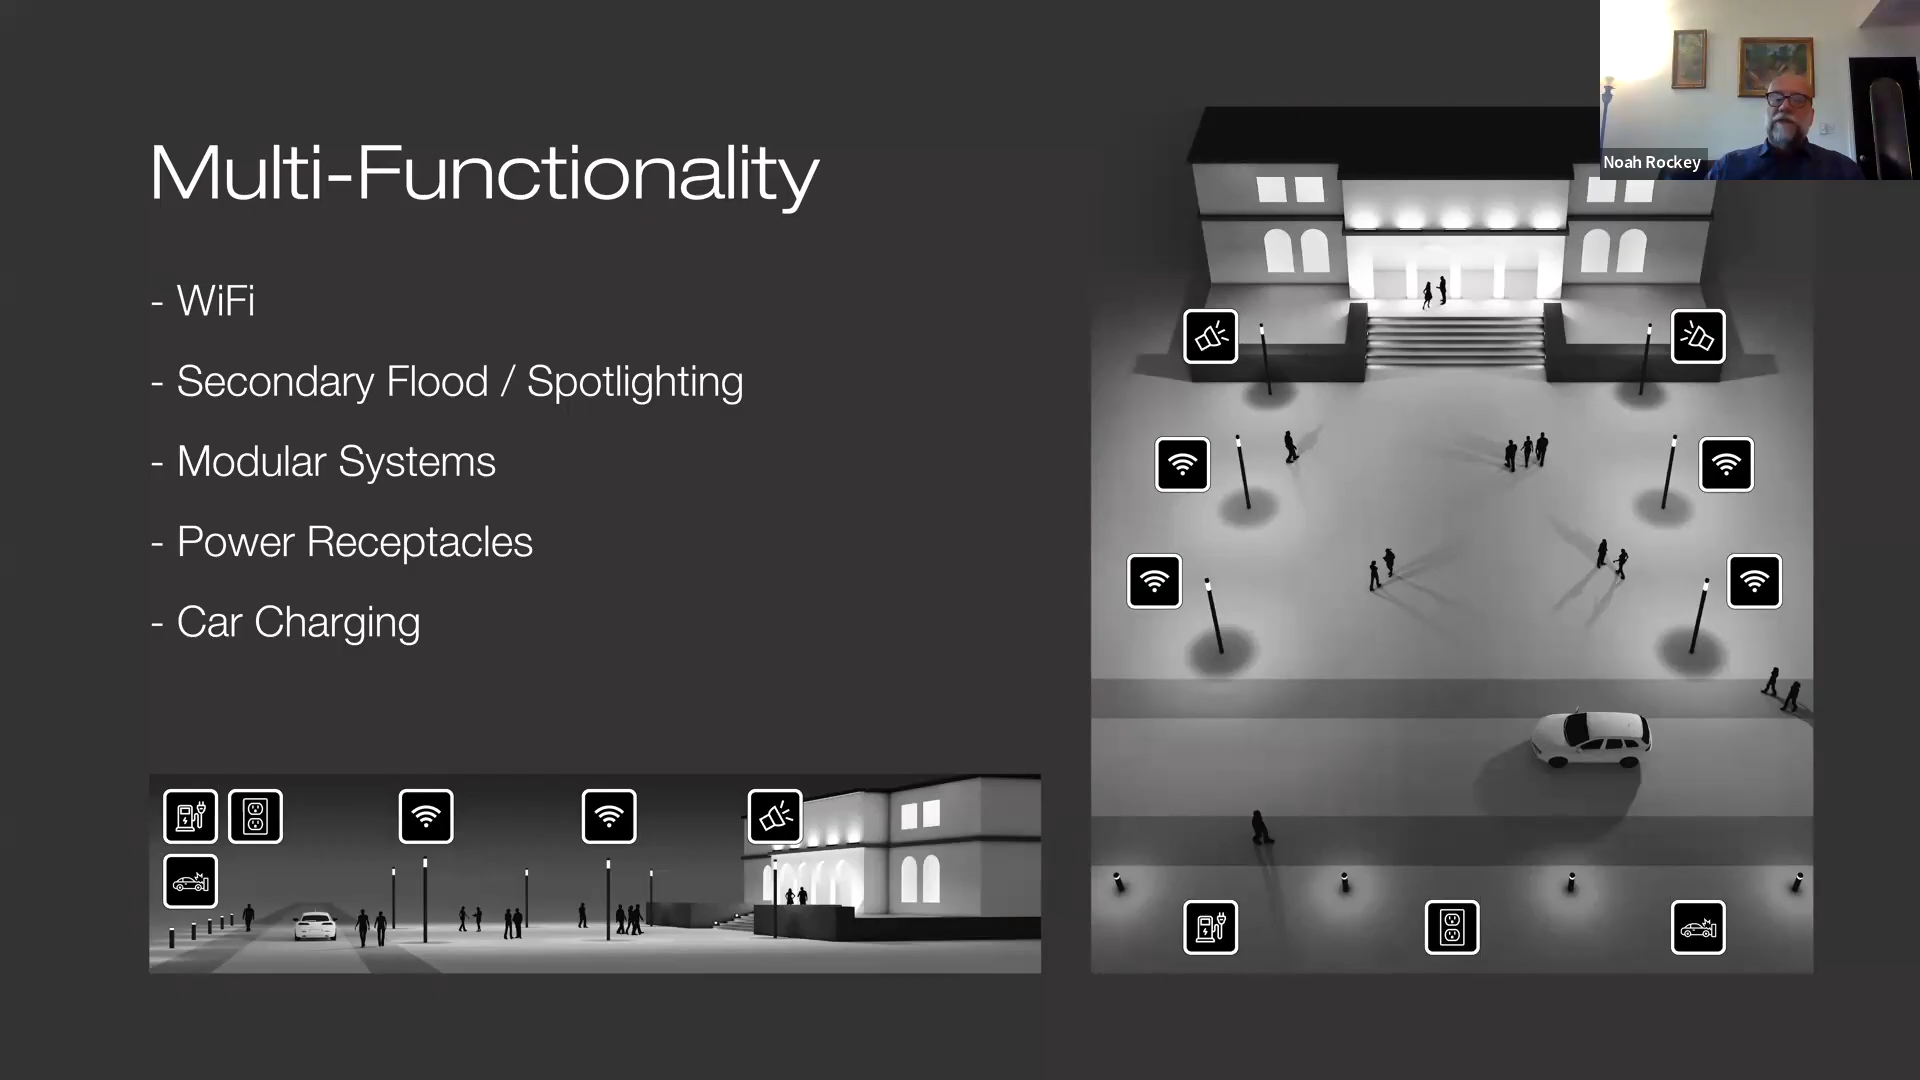 Multi-Functionality
- WiFi
- Secondary Flood / Spotlighting
- Modular Systems
- Power Receptacles
- Car Charging
Noah Rockey